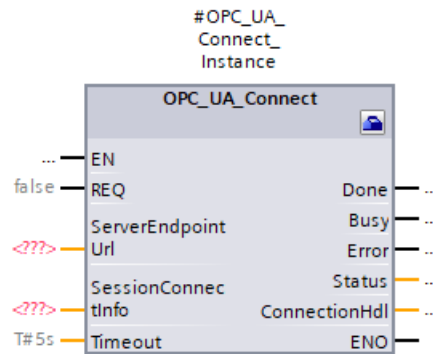 #OPC_UA_
Connect_
Instance
OPC_UA_Connect
... EN
false REQ Done ...
Busy ...
ServerEndpoint
<???> Url Error ...
Status ...
SessionConnec
<???> tInfo ConnectionHdl ...
T#5s Timeout ENO